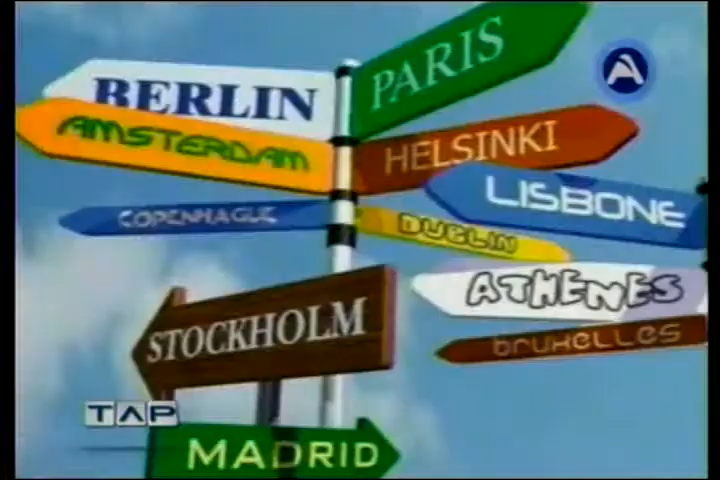 PARIS
BERLIN
A
AMSTERDAM
HELSINKI
LISBONE
COPENHAGUE
DUBLIN
ATHENES
STOCKHOLM
bruxelles
TAP
MADRID